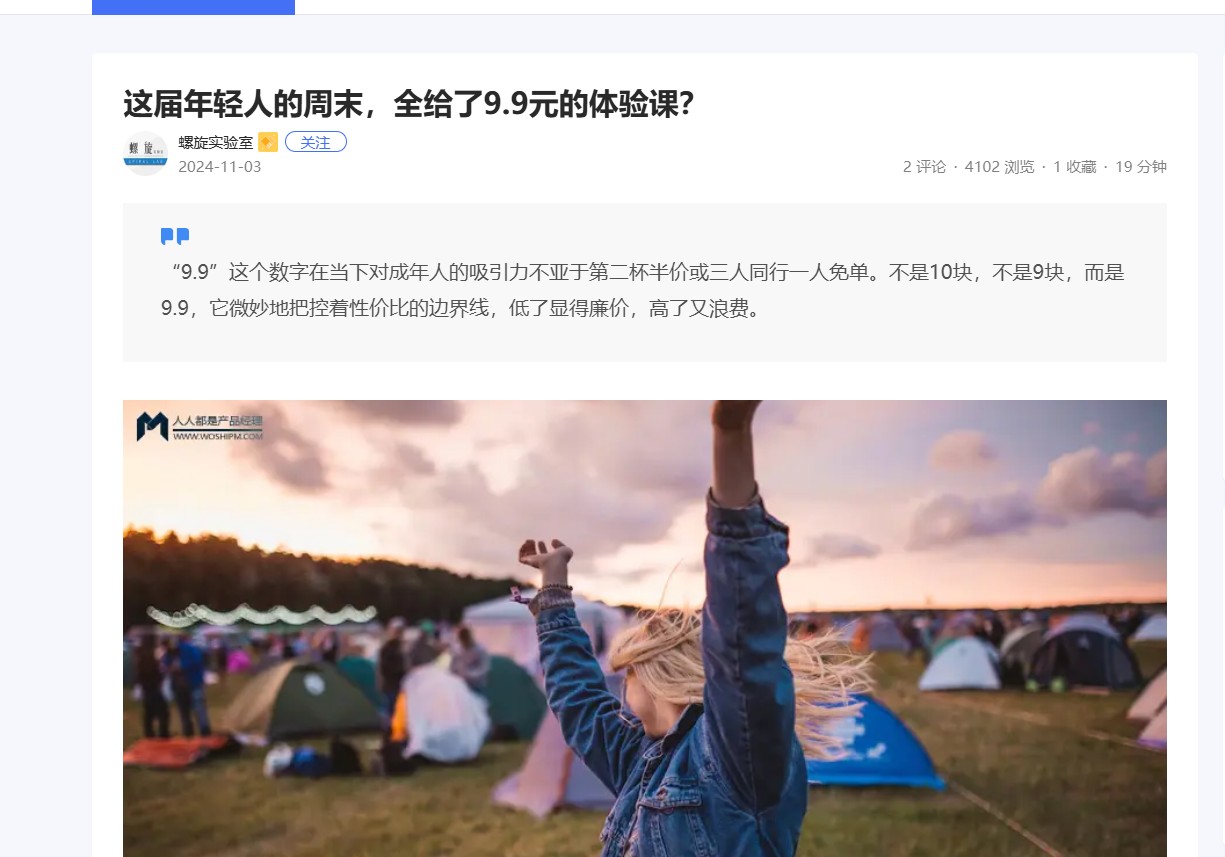 这届年轻人的周末，全给了9.9元的体验课？
螺旋实验室 关注
2024-11-03
2 评论 · 4102 浏览 · 1 收藏 · 19 分钟
“9.9”这个数字在当下对成年人的吸引力不亚于第二杯半价或三人同行一人免单。不是10块，不是9块，而是
9.9，它微妙地把控着性价比的边界线，低了显得廉价，高了又浪费。
人人都是产品经理
WWW.WOSHIPM.COM